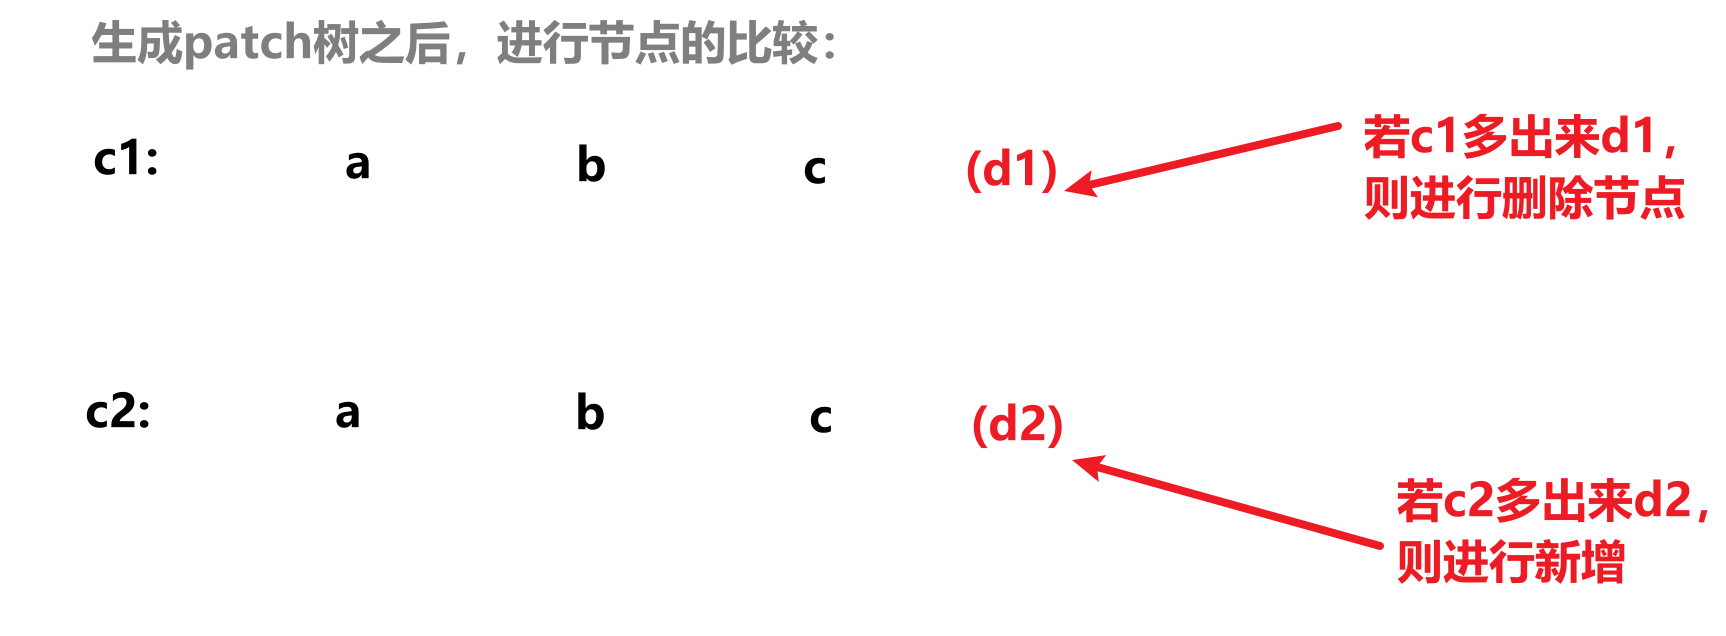 生成patch树之后，进行节点的比较：
c1: a b c (d1)
若c1多出来d1，
则进行删除节点
c2: a b c (d2)
若c2多出来d2，
则进行新增